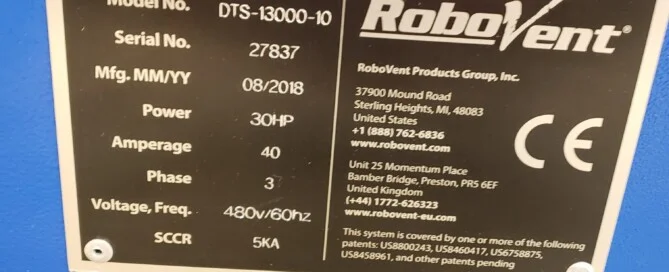 Model No. DTS-13000-10
Serial No. 27837
Mfg. MM/YY 08/2018
Power 30HP
Amperage 40
Phase 3
Voltage, Freq. 480v/60hz
SCCR 5KA
RoboVent®
RoboVent Products Group, Inc.
37900 Mound Road
Sterling Heights, MI, 48083
United States
+1 (888) 762-6836
www.robovent.com
Unit 25 Momentum Place
Bamber Bridge, Preston, PR5 6EF
United Kingdom
(+44) 1772-626323
www.robovent-eu.com
This system is covered by one or more of the following
patents: US8800243, US8460417, US6758875,
US8458961, and other patents pending
CE